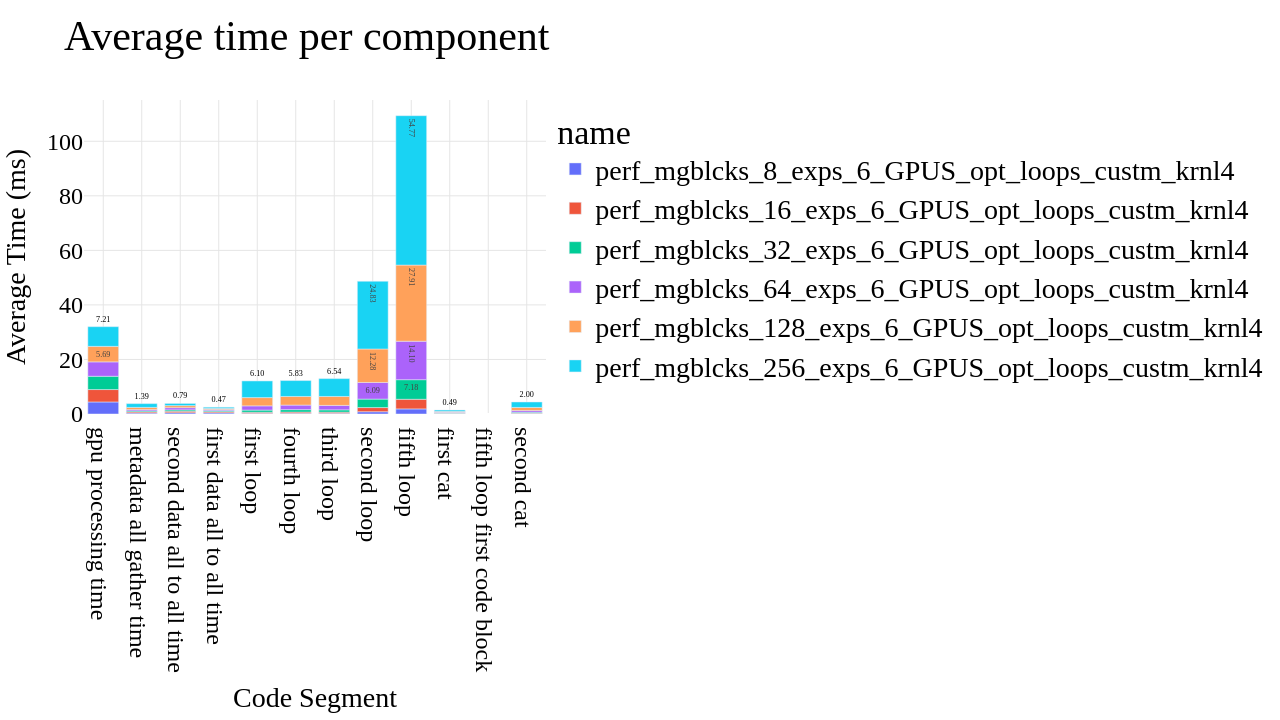 Average time per component
name
perf_mgblcks_8_exps_6_GPUS_opt_loops_custm_krnl4
perf_mgblcks_16_exps_6_GPUS_opt_loops_custm_krnl4
perf_mgblcks_32_exps_6_GPUS_opt_loops_custm_krnl4
perf_mgblcks_64_exps_6_GPUS_opt_loops_custm_krnl4
perf_mgblcks_128_exps_6_GPUS_opt_loops_custm_krnl4
perf_mgblcks_256_exps_6_GPUS_opt_loops_custm_krnl4
Average Time (ms)
100
80
60
40
20
0
7.21
5.69
1.39
0.79
0.47
6.10
5.83
6.54
24.83
12.28
6.09
54.77
27.91
14.10
7.18
0.49
2.00
gpu processing time
metadata all gather time
second data all to all time
first data all to all time
first loop
fourth loop
third loop
second loop
fifth loop
first cat
fifth loop first code block
second cat
Code Segment